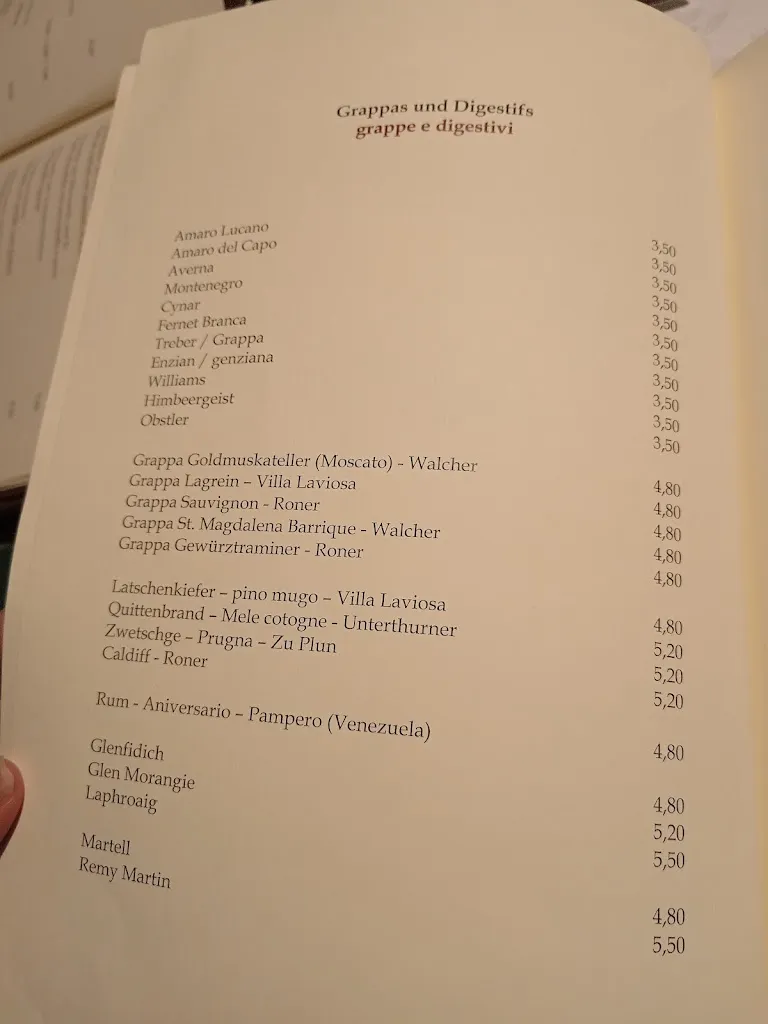 Grappas und Digestifs
grappe e digestivi
Amaro Lucano 3,50
Amaro del Capo 3,50
Averna 3,50
Montenegro 3,50
Cynar 3,50
Fernet Branca 3,50
Treber / Grappa 3,50
Enzian / genziana 3,50
Williams 3,50
Himbeergeist 3,50
Obstler 3,50
Grappa Goldmuskateller (Moscato) - Walcher 4,80
Grappa Lagrein – Villa Laviosa 4,80
Grappa Sauvignon - Roner 4,80
Grappa St. Magdalena Barrique - Walcher 4,80
Grappa Gewürztraminer - Roner 4,80
Latschenkiefer – pino mugo – Villa Laviosa 4,80
Quittenbrand – Mele cotogne - Unterthurner 5,20
Zwetschge – Prugna – Zu Plun 5,20
Caldiff - Roner 5,20
Rum - Aniversario – Pampero (Venezuela) 4,80
Glenfidich 4,80
Glen Morangie 5,20
Laphroaig 5,50
Martell 4,80
Remy Martin 5,50